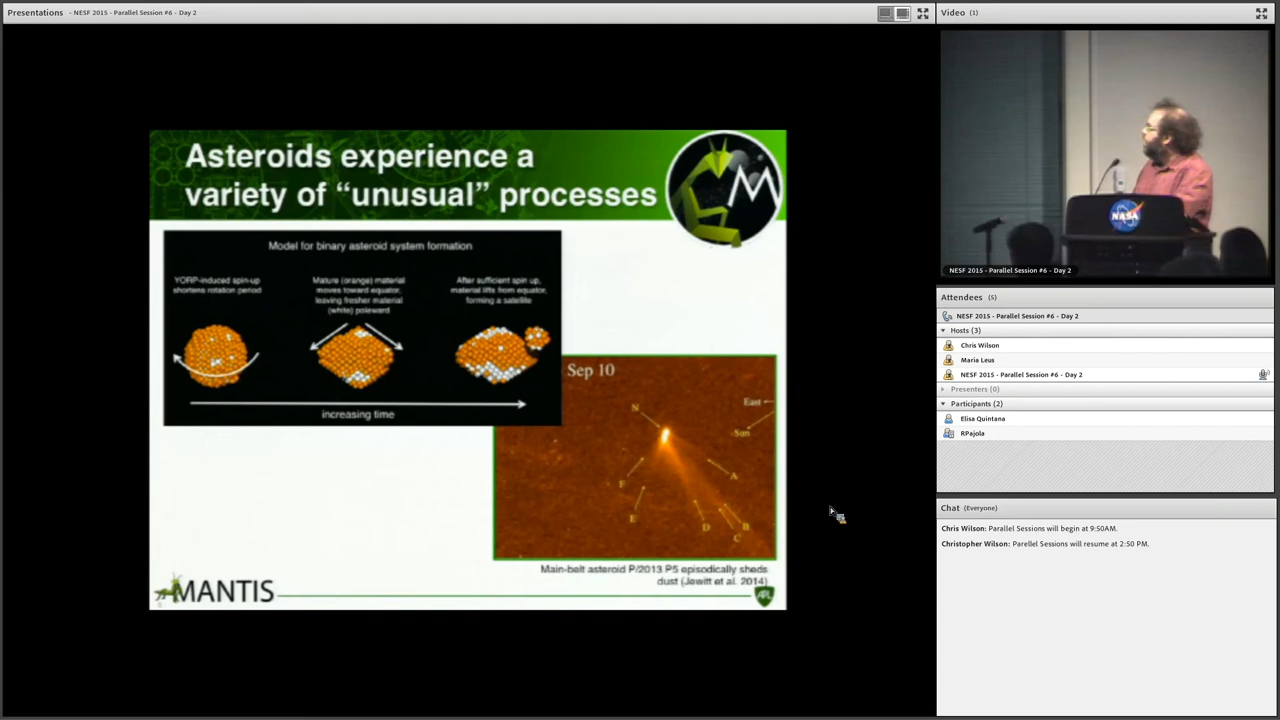 Presentations - NESF 2015 - Parallel Session #6 - Day 2
Asteroids experience a
variety of “unusual” processes
M
Model for binary asteroid system formation
YORP-induced spin-up
shortens rotation period
Mature (orange) material
moves toward equator,
leaving fresher material
(white) poleward
After sufficient spin up,
material lifts from equator,
forming a satellite
increasing time
Sep 10
N
East
Sun
A
F
E
D
B
C
Main-belt asteroid P/2013 P5 episodically sheds
dust (Jewitt et al. 2014)
MANTIS
APL
Video (1)
NASA
NESF 2015 - Parallel Session #6 - Day 2
Attendees (5)
NESF 2015 - Parallel Session #6 - Day 2
Hosts (3)
Chris Wilson
Maria Leus
NESF 2015 - Parallel Session #6 - Day 2
Presenters (0)
Participants (2)
Elisa Quintana
RPajola
Chat (Everyone)
Chris Wilson: Parallel Sessions will begin at 9:50AM.
Christopher Wilson: Parellel Sessions will resume at 2:50 PM.